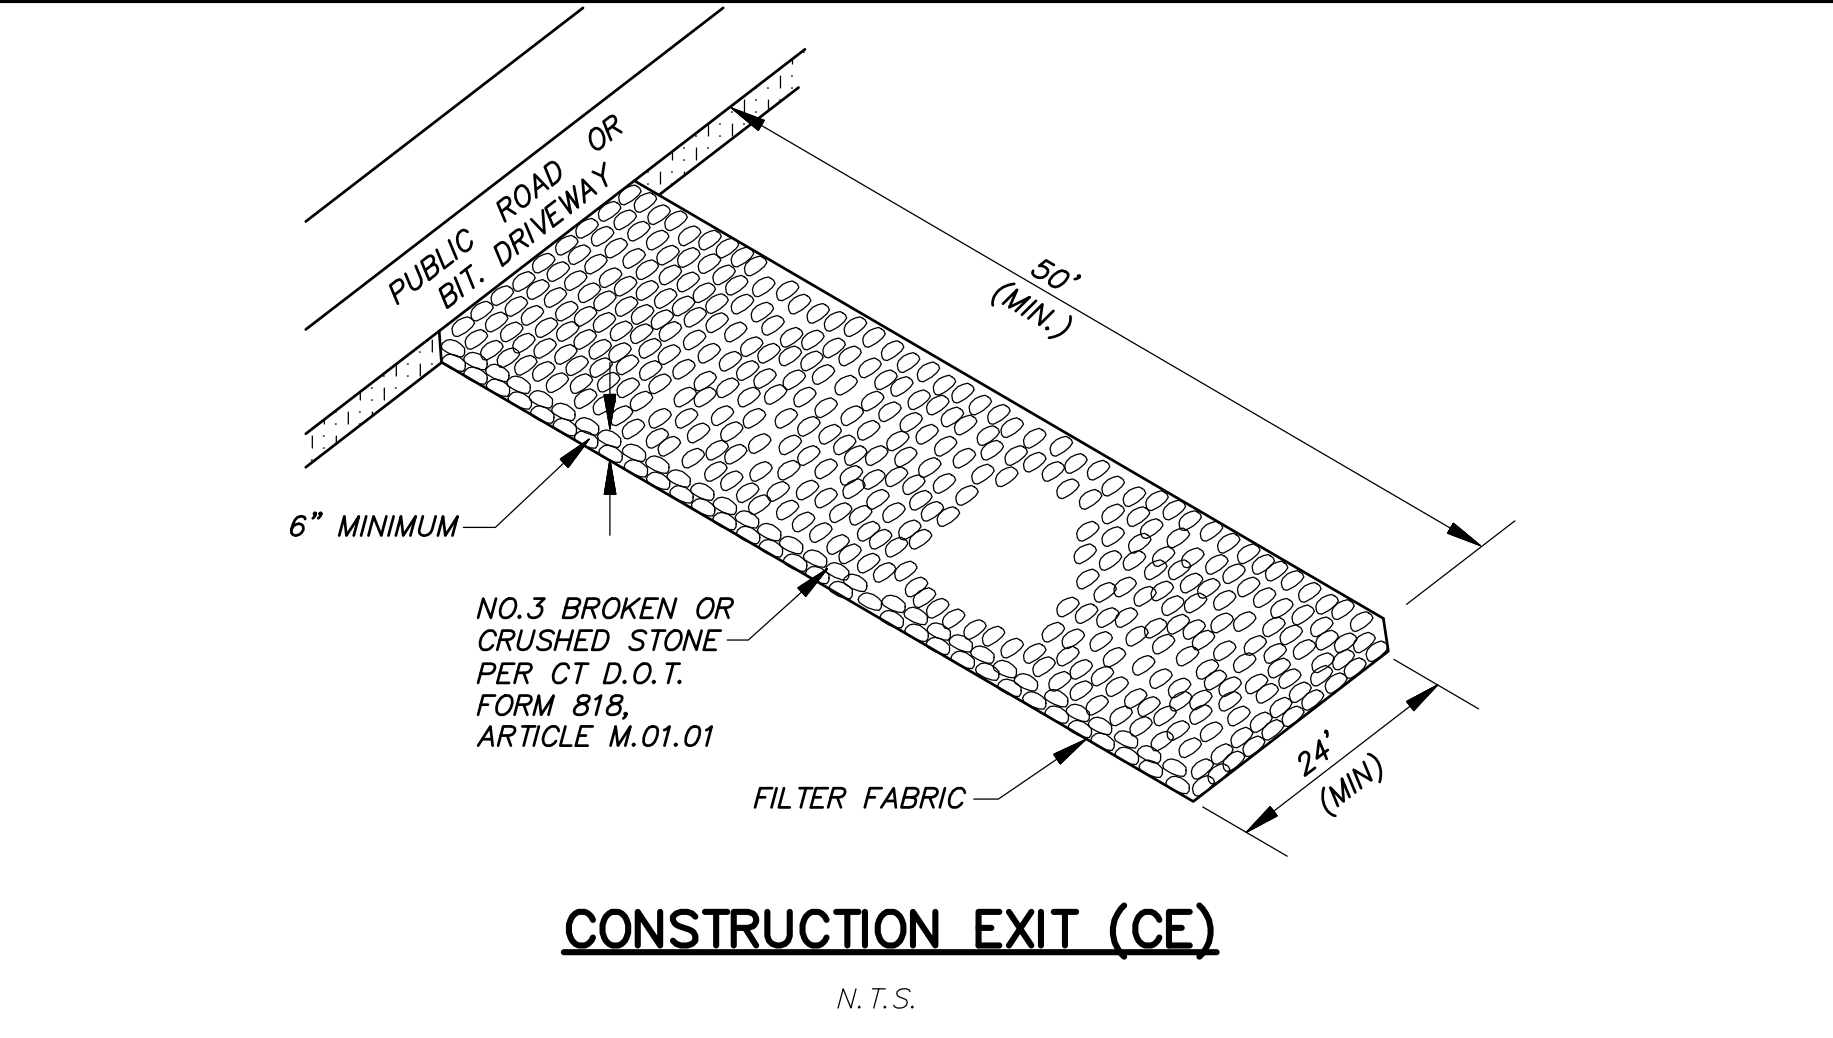 PUBLIC ROAD OR
BIT. DRIVEWAY
50'
(MIN.)
6" MINIMUM
NO.3 BROKEN OR
CRUSHED STONE
PER CT D.O.T.
FORM 818,
ARTICLE M.01.01
FILTER FABRIC
24'
(MIN)
CONSTRUCTION EXIT (CE)
N.T.S.